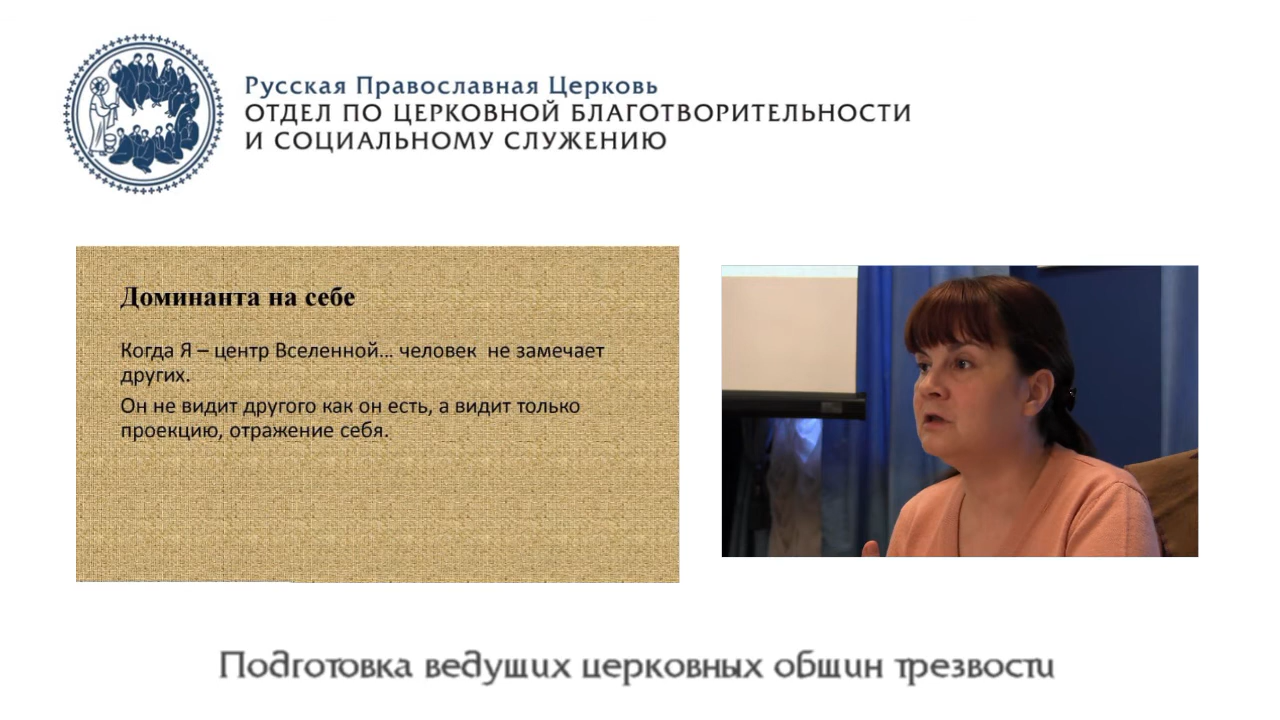 Русская Православная Церковь
ОТДЕЛ ПО ЦЕРКОВНОЙ БЛАГОТВОРИТЕЛЬНОСТИ
И СОЦИАЛЬНОМУ СЛУЖЕНИЮ
Доминанта на себе
Когда Я – центр Вселенной... человек не замечает
других.
Он не видит другого как он есть, а видит только
проекцию, отражение себя.
Подготовка ведущих церковных общин трезвости